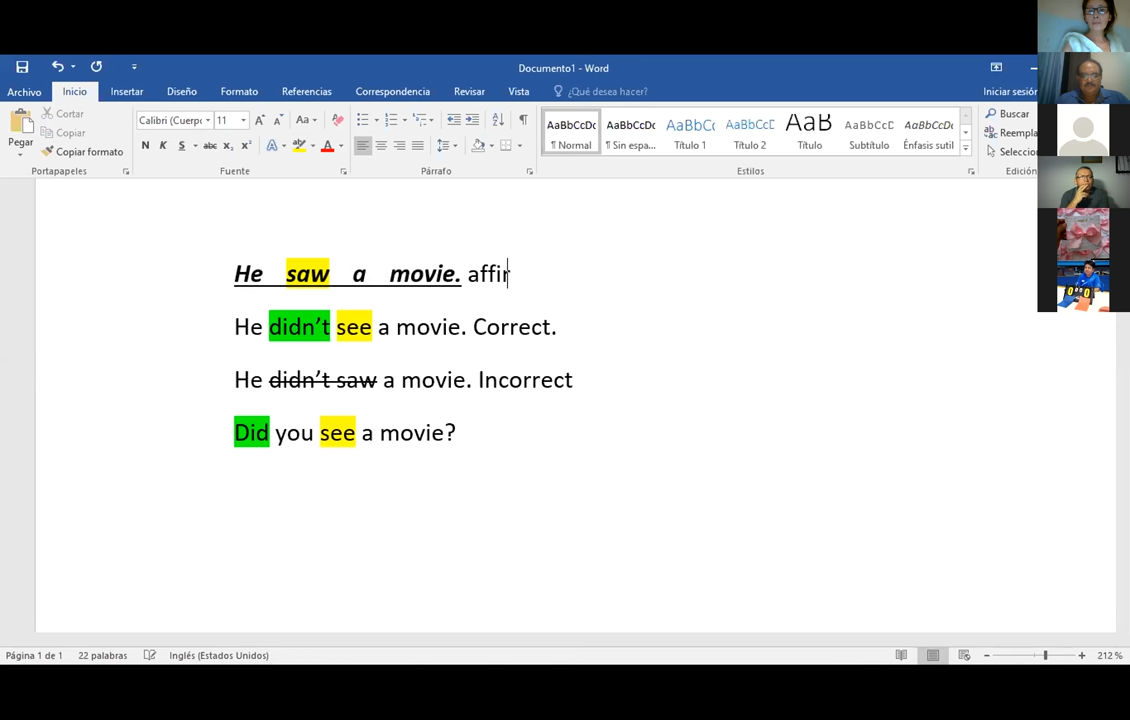 Documento1 - Word
Archivo Inicio Insertar Diseño Formato Referencias Correspondencia Revisar Vista ¿Qué desea hacer? Iniciar sesión
Cortar
Copiar
Pegar
Copiar formato
Calibri (Cuerpo 11
Aa
N K S abc x₂ x² A A
AaBbCcDc AaBbCcDc AaBbCc AaBbCcD AaB AaBbCcD AaBbCcDc
¶ Normal ¶ Sin espa... Título 1 Título 2 Título Subtítulo Énfasis sutil
Buscar
Reempla
Seleccion
Portapapeles Fuente Párrafo Estilos Edición
He saw a movie. affir
He didn’t see a movie. Correct.
He didn’t saw a movie. Incorrect
Did you see a movie?
0 0
Página 1 de 1 22 palabras Inglés (Estados Unidos) 212 %